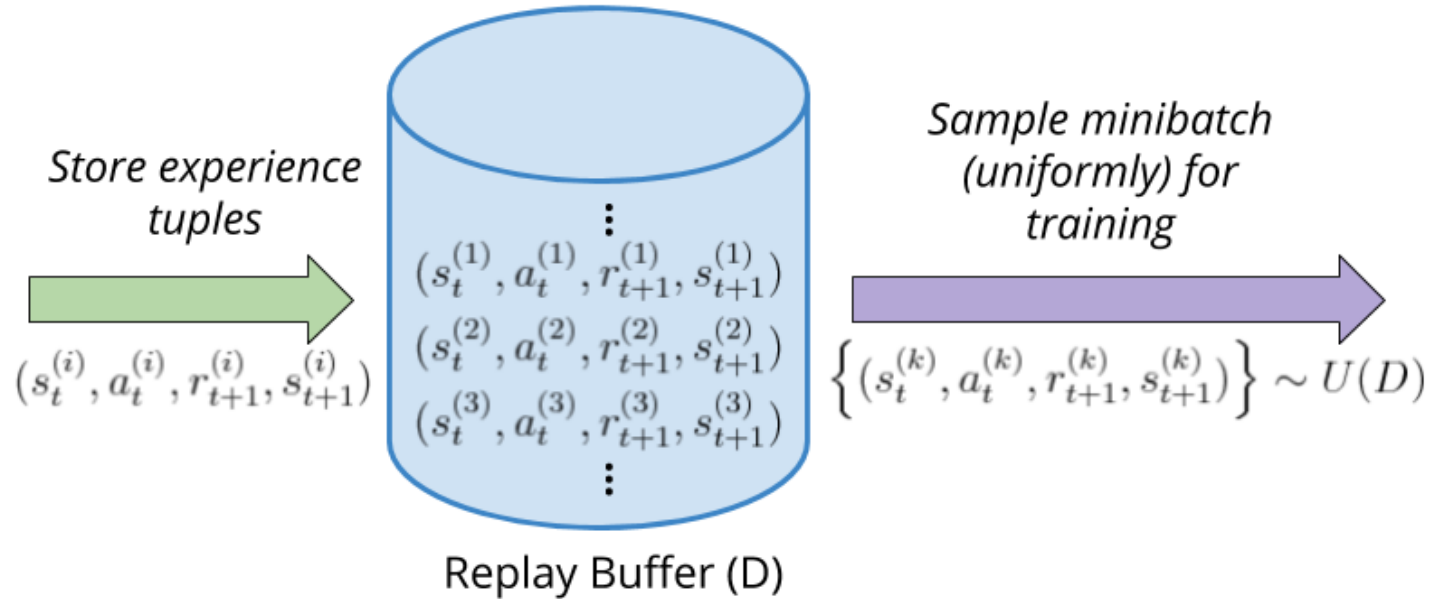 Store experience
tuples
(s_t^{(i)}, a_t^{(i)}, r_{t+1}^{(i)}, s_{t+1}^{(i)})
⋮
(s_t^{(1)}, a_t^{(1)}, r_{t+1}^{(1)}, s_{t+1}^{(1)})
(s_t^{(2)}, a_t^{(2)}, r_{t+1}^{(2)}, s_{t+1}^{(2)})
(s_t^{(3)}, a_t^{(3)}, r_{t+1}^{(3)}, s_{t+1}^{(3)})
⋮
Replay Buffer (D)
Sample minibatch
(uniformly) for
training
{(s_t^{(k)}, a_t^{(k)}, r_{t+1}^{(k)}, s_{t+1}^{(k)})} ~ U(D)